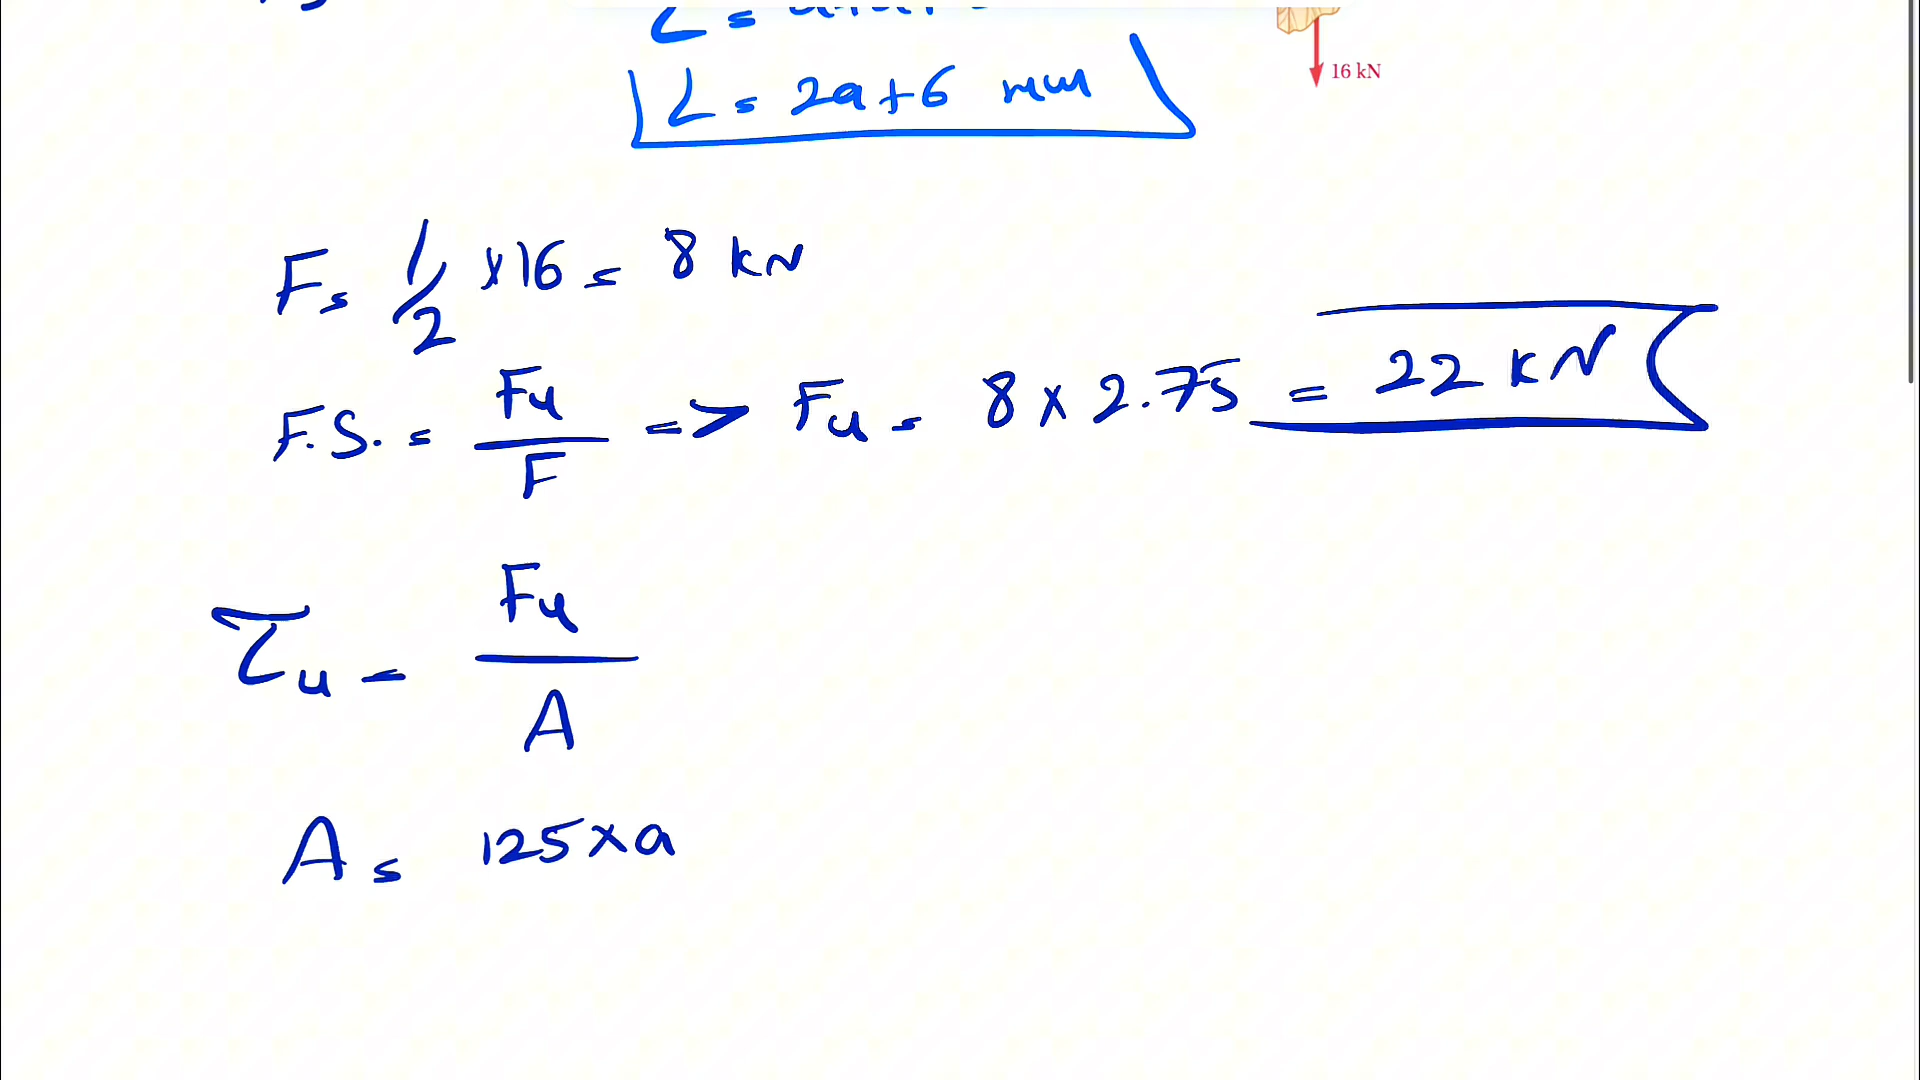 L = 2a+6 mm
16 kN
F = 1/2 x16 = 8 kN
F.S. = Fu/F => Fu = 8 x 2.75 = 22 kN
τu = Fu/A
A = 125 x a